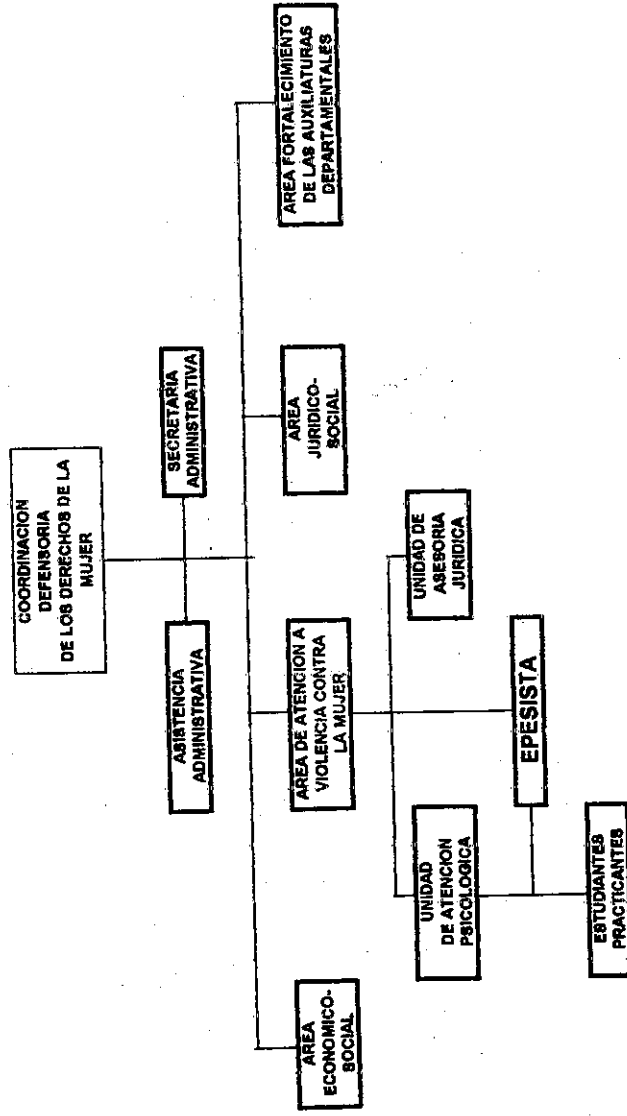 COORDINACION
DEFENSORIA
DE LOS DERECHOS DE LA
MUJER
ASISTENCIA
ADMINISTRATIVA
SECRETARIA
ADMINISTRATIVA
AREA
ECONOMICO-
SOCIAL
AREA DE ATENCION A
VIOLENCIA CONTRA
LA MUJER
AREA
JURIDICO-
SOCIAL
AREA FORTALECIMIENTO
DE LAS AUXILIATURAS
DEPARTAMENTALES
UNIDAD
DE ATENCION
PSICOLOGICA
UNIDAD DE
ASESORIA
JURIDICA
EPESISTA
ESTUDIANTES
PRACTICANTES